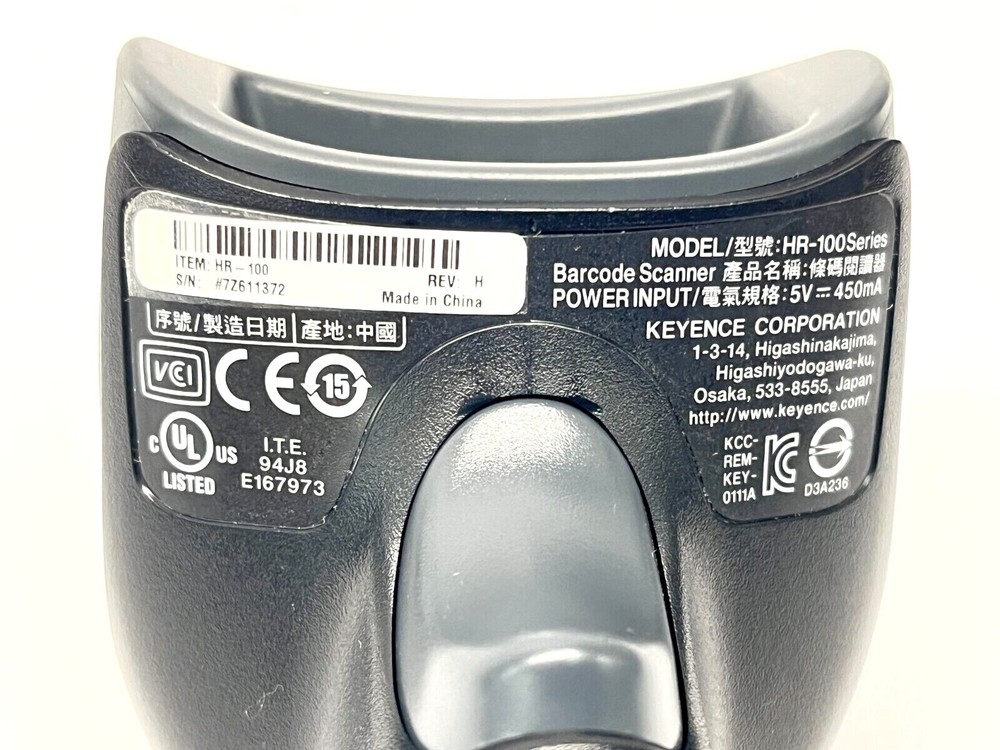 ITEM: HR-100
REV: H
S/N: #7Z611372
Made in China
序號/製造日期 產地:中國
VCI
CE
15
c UL US
LISTED
I.T.E.
94J8
E167973
MODEL/型號:HR-100Series
Barcode Scanner 產品名稱:條碼閱讀器
POWER INPUT/電氣規格:5V⎓450mA
KEYENCE CORPORATION
1-3-14, Higashinakajima,
Higashiyodogawa-ku,
Osaka, 533-8555, Japan
http://www.keyence.com/
KCC-
REM-
KEY-
0111A
D3A236